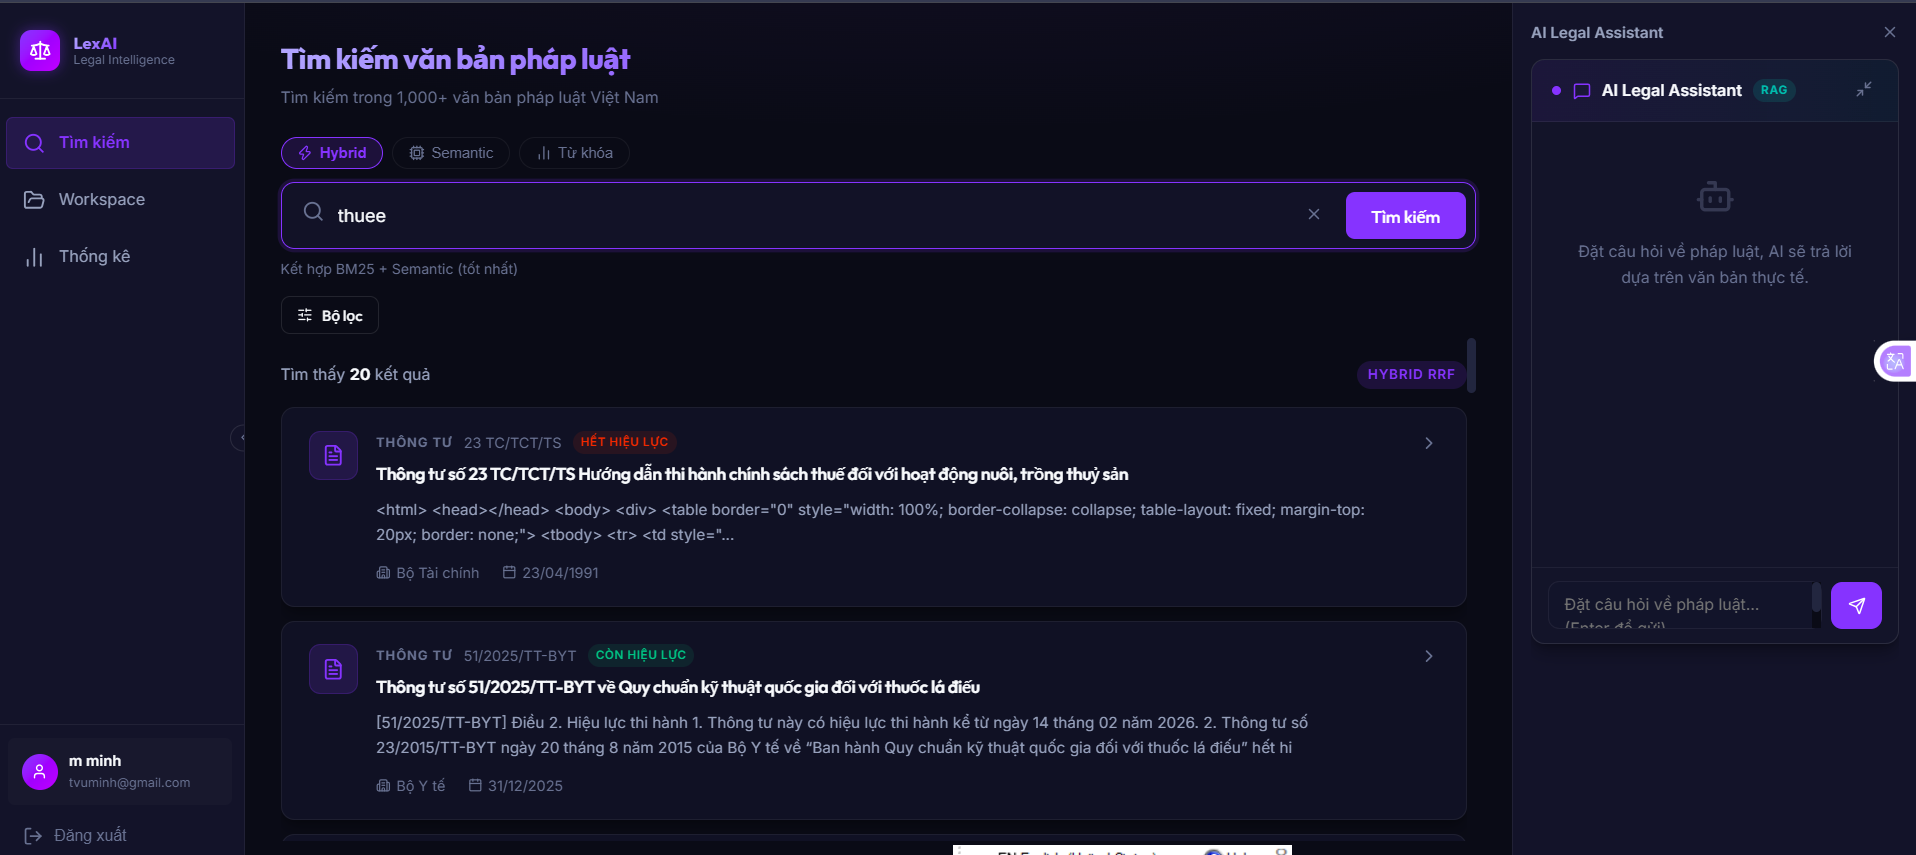 LexAI
Legal Intelligence
Tìm kiếm
Workspace
Thống kê
m minh
tvuminh@gmail.com
Đăng xuất
Tìm kiếm văn bản pháp luật
Tìm kiếm trong 1,000+ văn bản pháp luật Việt Nam
Hybrid Semantic Từ khóa
thuee
Tìm kiếm
Kết hợp BM25 + Semantic (tốt nhất)
Bộ lọc
Tìm thấy 20 kết quả
HYBRID RRF
THÔNG TƯ 23 TC/TCT/TS HẾT HIỆU LỰC
Thông tư số 23 TC/TCT/TS Hướng dẫn thi hành chính sách thuế đối với hoạt động nuôi, trồng thuỷ sản
<html> <head></head> <body> <div> <table border="0" style="width: 100%; border-collapse: collapse; table-layout: fixed; margin-top:
20px; border: none;"> <tbody> <tr> <td style="...
Bộ Tài chính 23/04/1991
THÔNG TƯ 51/2025/TT-BYT CÒN HIỆU LỰC
Thông tư số 51/2025/TT-BYT về Quy chuẩn kỹ thuật quốc gia đối với thuốc lá điếu
[51/2025/TT-BYT] Điều 2. Hiệu lực thi hành 1. Thông tư này có hiệu lực thi hành kể từ ngày 14 tháng 02 năm 2026. 2. Thông tư số
23/2015/TT-BYT ngày 20 tháng 8 năm 2015 của Bộ Y tế về “Ban hành Quy chuẩn kỹ thuật quốc gia đối với thuốc lá điếu” hết hi
Bộ Y tế 31/12/2025
AI Legal Assistant
AI Legal Assistant RAG
Đặt câu hỏi về pháp luật, AI sẽ trả lời
dựa trên văn bản thực tế.
Đặt câu hỏi về pháp luật...
(Enter để gửi)